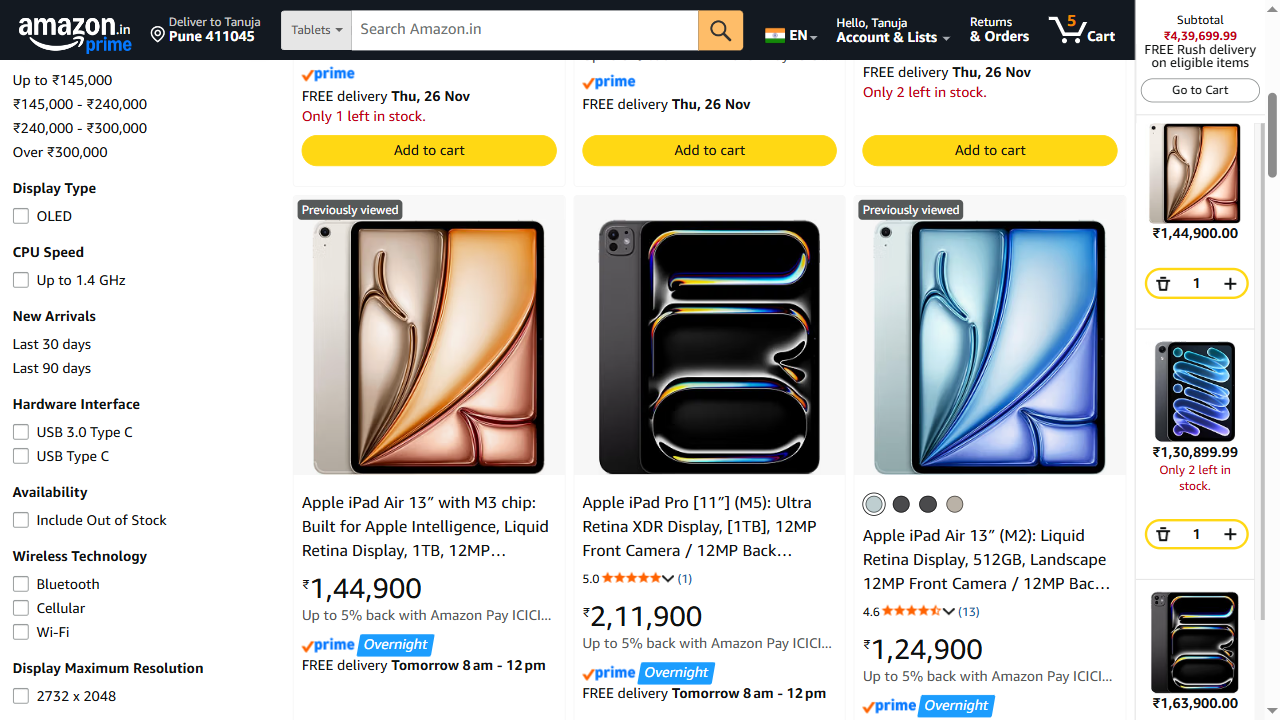 amazon.in
prime
Deliver to Tanuja
Pune 411045
Tablets
Search Amazon.in
EN
Hello, Tanuja
Account & Lists
Returns
& Orders
5
Cart
Up to ₹145,000
₹145,000 - ₹240,000
₹240,000 - ₹300,000
Over ₹300,000
Display Type
OLED
CPU Speed
Up to 1.4 GHz
New Arrivals
Last 30 days
Last 90 days
Hardware Interface
USB 3.0 Type C
USB Type C
Availability
Include Out of Stock
Wireless Technology
Bluetooth
Cellular
Wi-Fi
Display Maximum Resolution
2732 x 2048
prime
FREE delivery Thu, 26 Nov
Only 1 left in stock.
Add to cart
prime
FREE delivery Thu, 26 Nov
Add to cart
FREE delivery Thu, 26 Nov
Only 2 left in stock.
Add to cart
Previously viewed
Apple iPad Air 13″ with M3 chip:
Built for Apple Intelligence, Liquid
Retina Display, 1TB, 12MP…
₹1,44,900
Up to 5% back with Amazon Pay ICICI…
prime Overnight
FREE delivery Tomorrow 8 am - 12 pm
Apple iPad Pro [11″] (M5): Ultra
Retina XDR Display, [1TB], 12MP
Front Camera / 12MP Back…
5.0 (1)
₹2,11,900
Up to 5% back with Amazon Pay ICICI…
prime Overnight
FREE delivery Tomorrow 8 am - 12 pm
Previously viewed
Apple iPad Air 13″ (M2): Liquid
Retina Display, 512GB, Landscape
12MP Front Camera / 12MP Bac…
4.6 (13)
₹1,24,900
Up to 5% back with Amazon Pay ICICI…
prime Overnight
Subtotal
₹4,39,699.99
FREE Rush delivery
on eligible items
Go to Cart
₹1,44,900.00
1
₹1,30,899.99
Only 2 left in
stock.
1
₹1,63,900.00